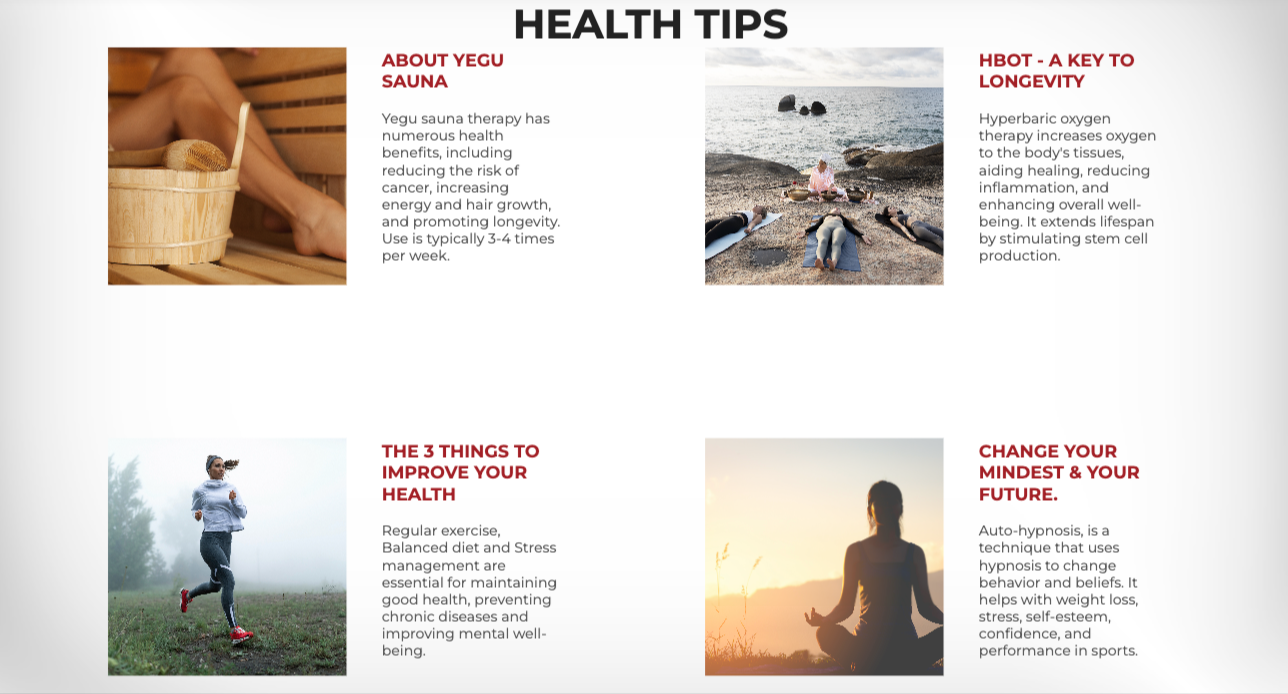 HEALTH TIPS
ABOUT YEGU
SAUNA
Yegu sauna therapy has
numerous health
benefits, including
reducing the risk of
cancer, increasing
energy and hair growth,
and promoting longevity.
Use is typically 3-4 times
per week.
HBOT - A KEY TO
LONGEVITY
Hyperbaric oxygen
therapy increases oxygen
to the body's tissues,
aiding healing, reducing
inflammation, and
enhancing overall well-
being. It extends lifespan
by stimulating stem cell
production.
THE 3 THINGS TO
IMPROVE YOUR
HEALTH
Regular exercise,
Balanced diet and Stress
management are
essential for maintaining
good health, preventing
chronic diseases and
improving mental well-
being.
CHANGE YOUR
MINDEST & YOUR
FUTURE.
Auto-hypnosis, is a
technique that uses
hypnosis to change
behavior and beliefs. It
helps with weight loss,
stress, self-esteem,
confidence, and
performance in sports.